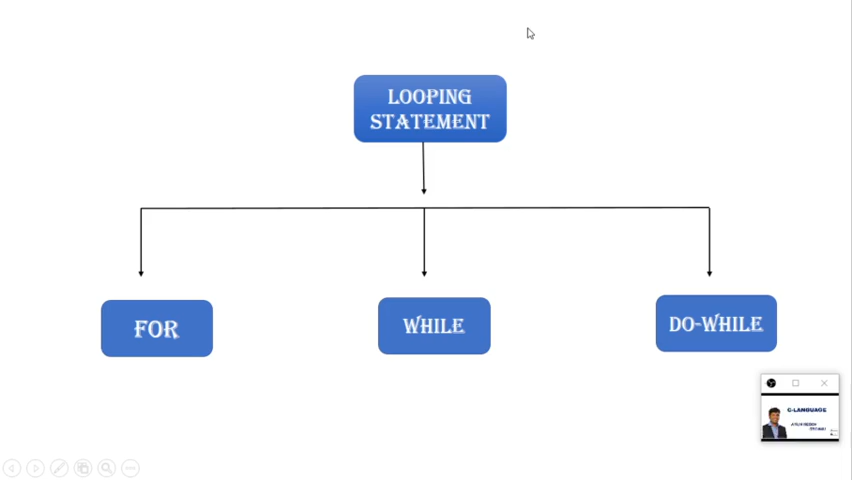 LOOPING
STATEMENT
FOR
WHILE
DO-WHILE
C-LANGUAGE